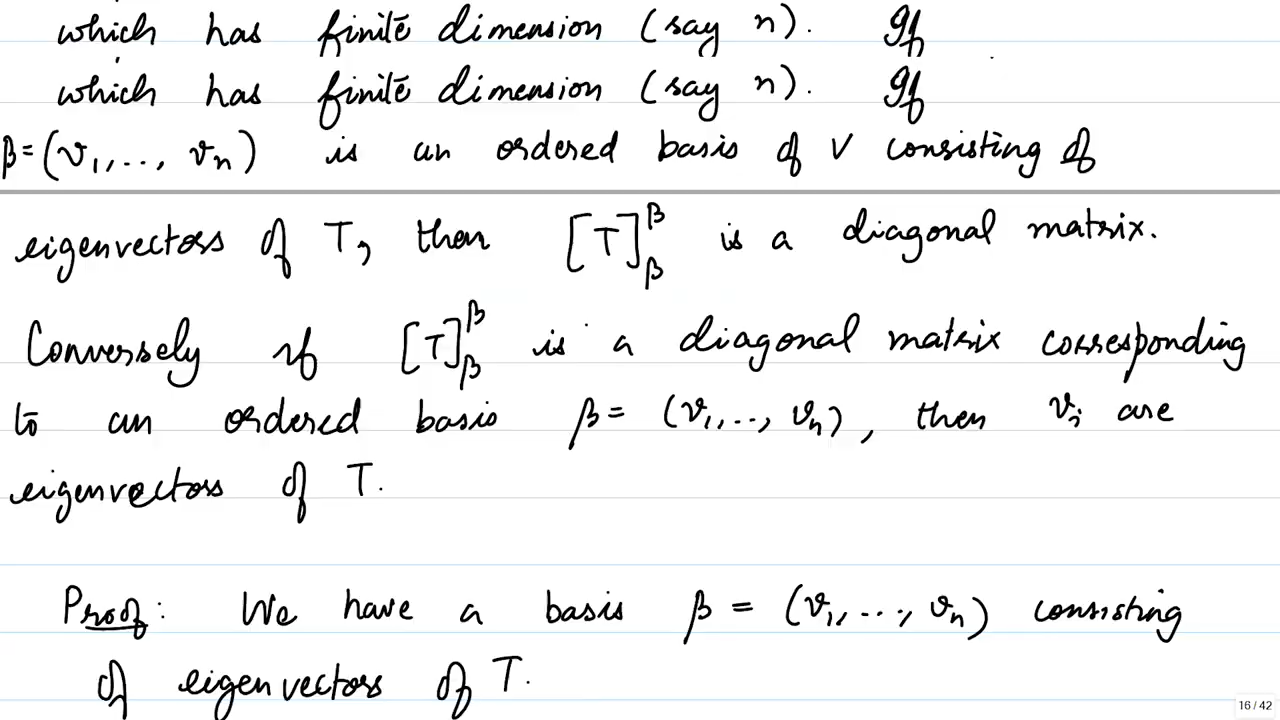 which has finite dimension (say n). If
which has finite dimension (say n). If
β = (v₁, .., vₙ) is an ordered basis of V consisting of
eigenvectors of T, then [T]_β^β is a diagonal matrix.
Conversely if [T]_β^β is a diagonal matrix corresponding
to an ordered basis β = (v₁, .., vₙ), then vᵢ are
eigenvectors of T.
Proof: We have a basis β = (v₁, ..., vₙ) consisting
of eigenvectors of T.
16 / 42